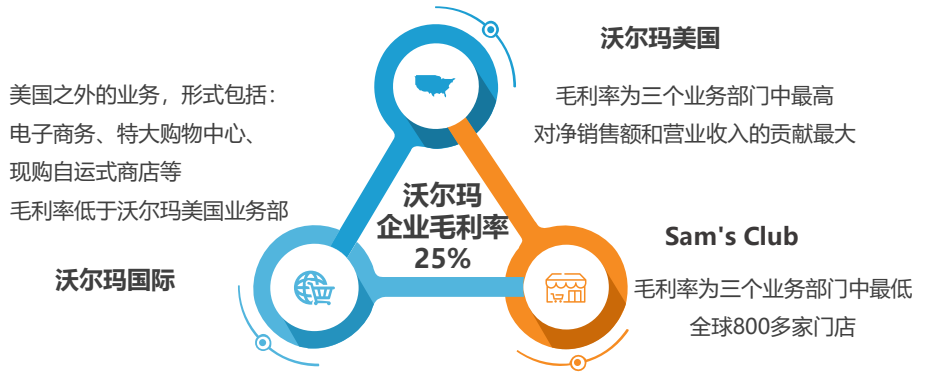 沃尔玛美国
毛利率为三个业务部门中最高
对净销售额和营业收入的贡献最大
美国之外的业务，形式包括：
电子商务、特大购物中心、
现购自运式商店等
毛利率低于沃尔玛美国业务部
沃尔玛国际
沃尔玛
企业毛利率
25%
Sam's Club
毛利率为三个业务部门中最低
全球800多家门店